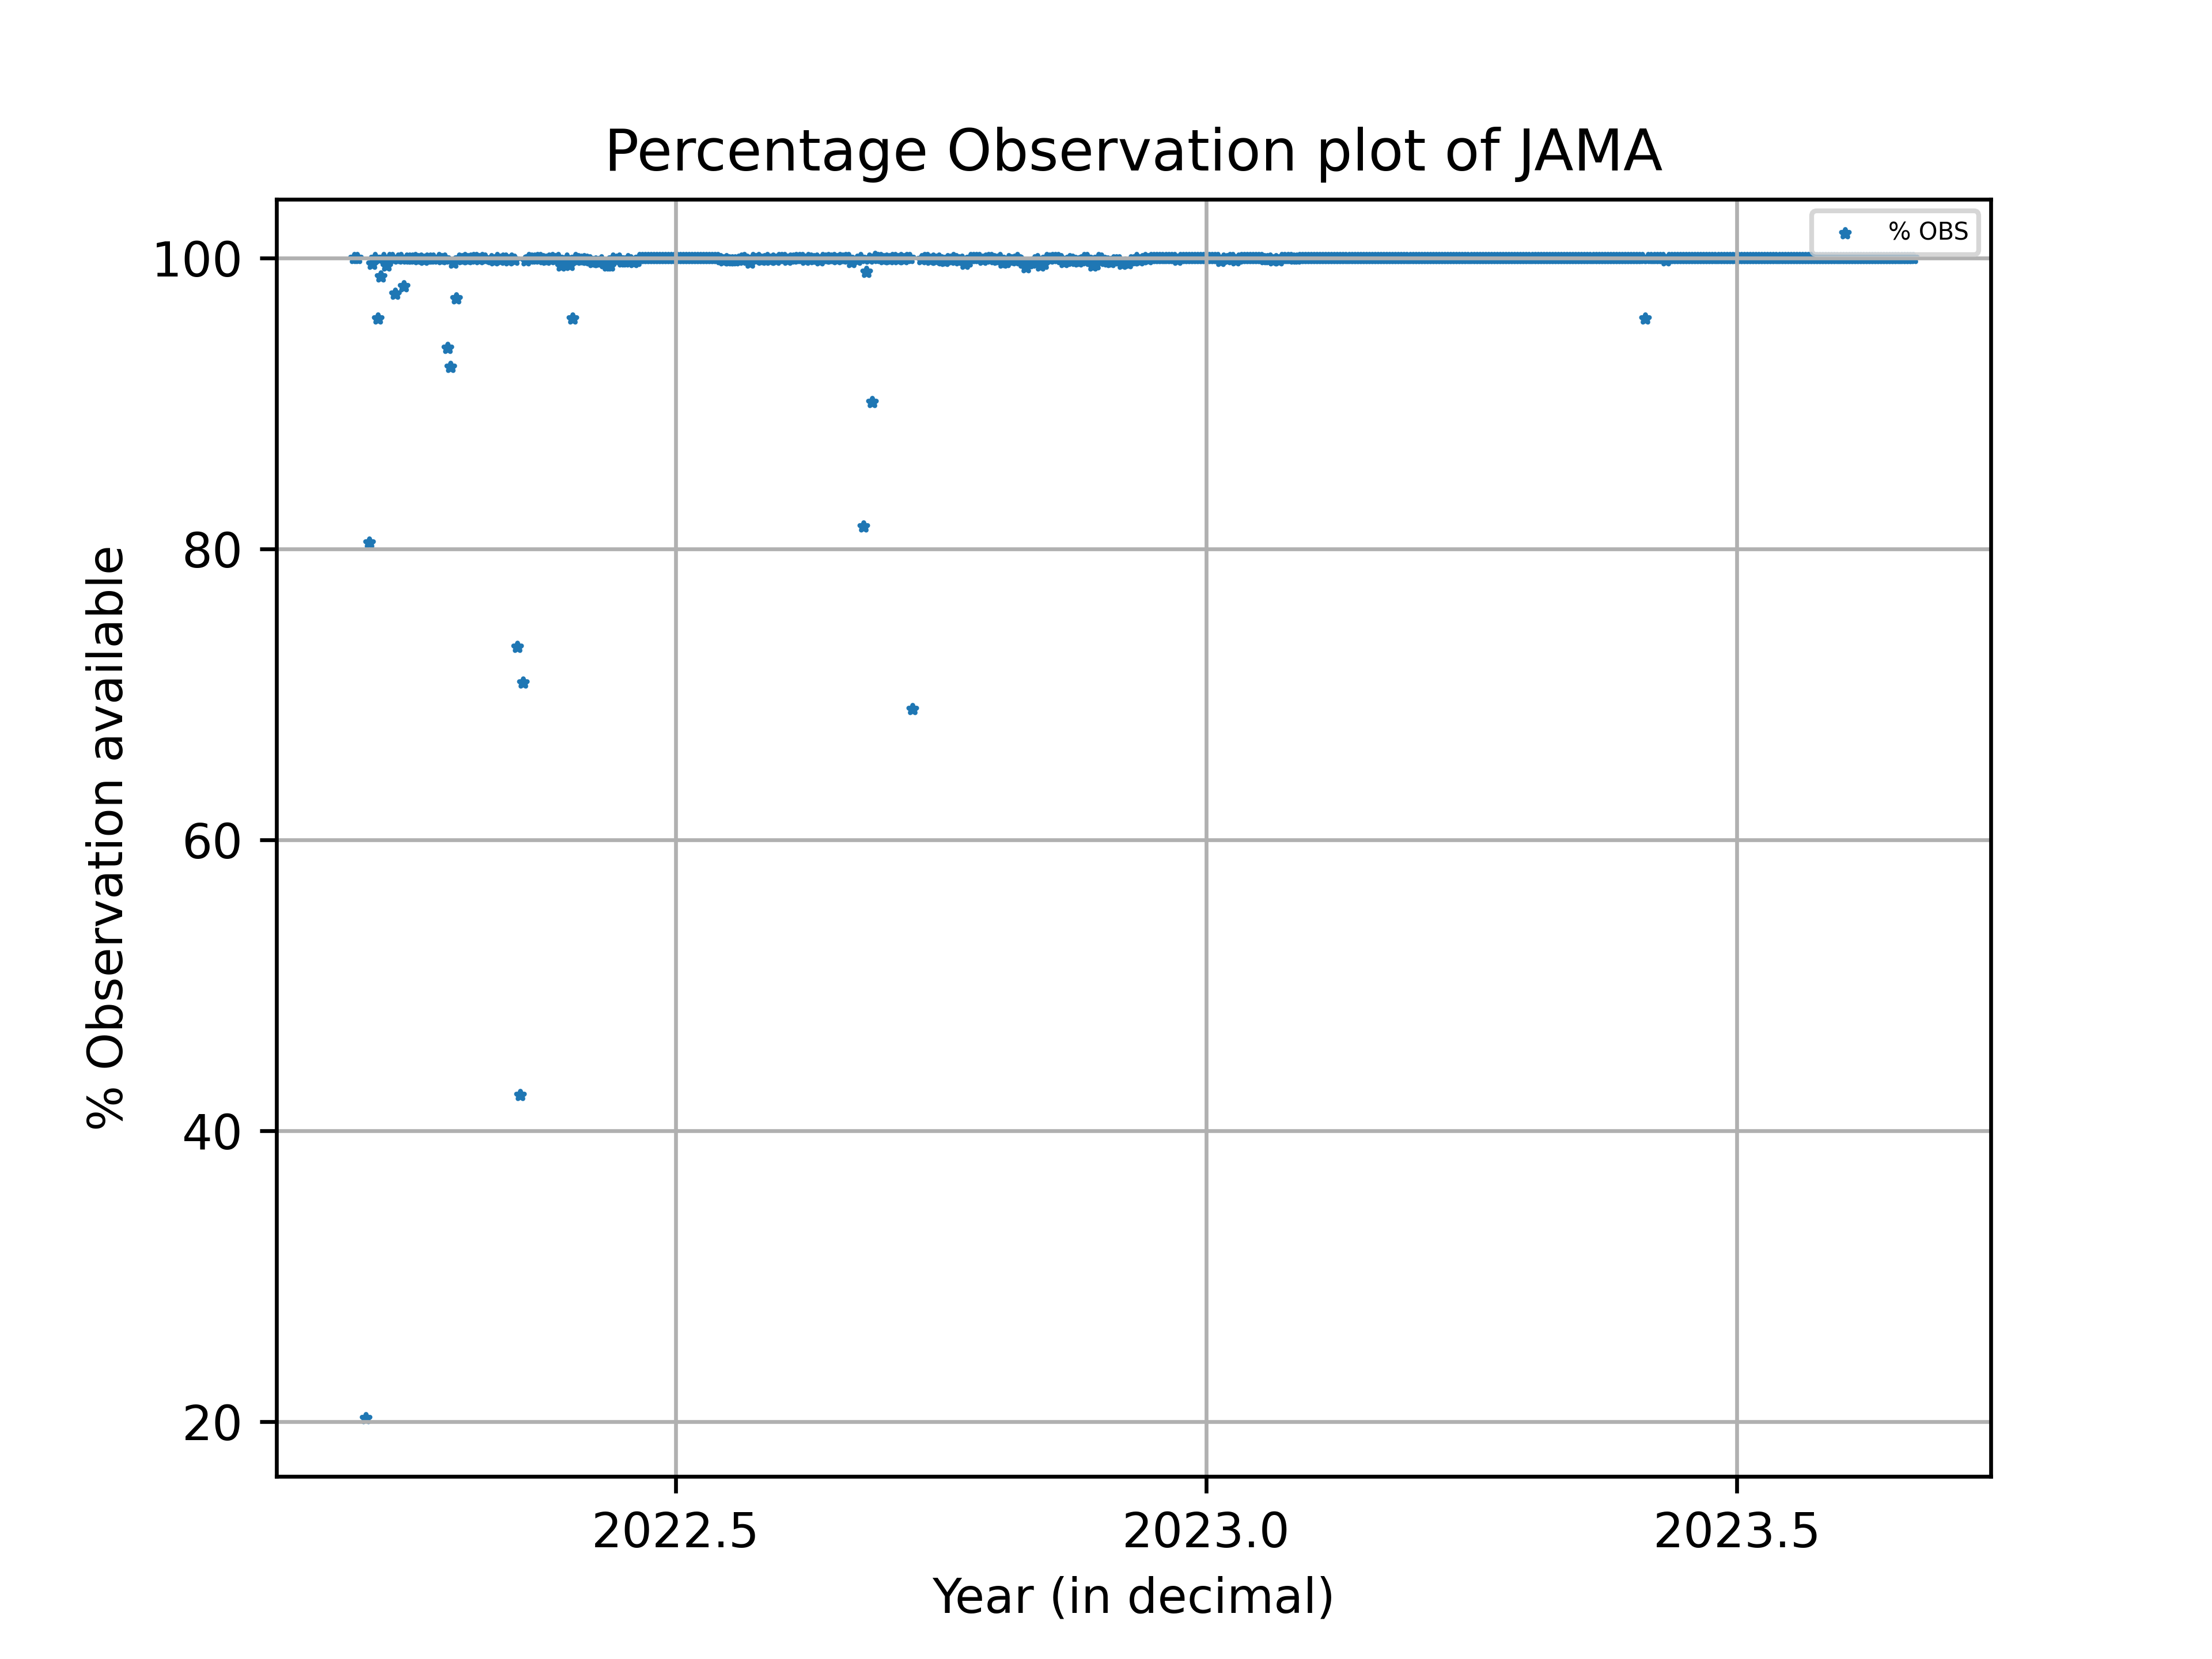 Percentage Observation plot of JAMA
% OBS
100
80
60
40
20
% Observation available
2022.5
2023.0
2023.5
Year (in decimal)